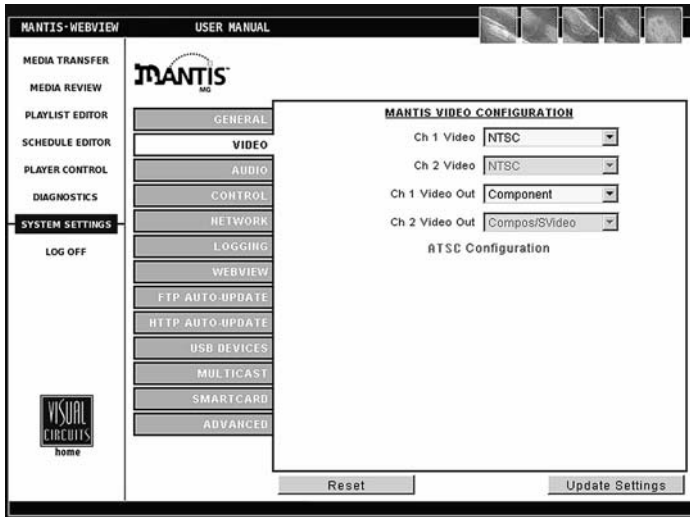 MANTIS-WEBVIEW USER MANUAL
MEDIA TRANSFER
MEDIA REVIEW
PLAYLIST EDITOR
SCHEDULE EDITOR
PLAYER CONTROL
DIAGNOSTICS
SYSTEM SETTINGS
LOG OFF
VISUAL
CIRCUITS
home
MANTIS
MG
GENERAL
VIDEO
AUDIO
CONTROL
NETWORK
LOGGING
WEBVIEW
FTP AUTO-UPDATE
HTTP AUTO-UPDATE
USB DEVICES
MULTICAST
SMARTCARD
ADVANCED
MANTIS VIDEO CONFIGURATION
Ch 1 Video NTSC
Ch 2 Video NTSC
Ch 1 Video Out Component
Ch 2 Video Out Compos/SVideo
ATSC Configuration
Reset Update Settings